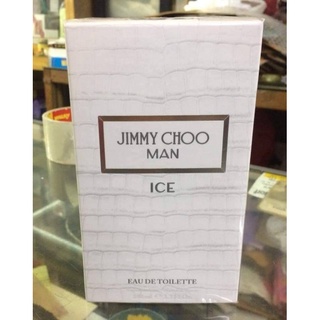 JIMMY CHOO
MAN
ICE
EAU DE TOILETTE